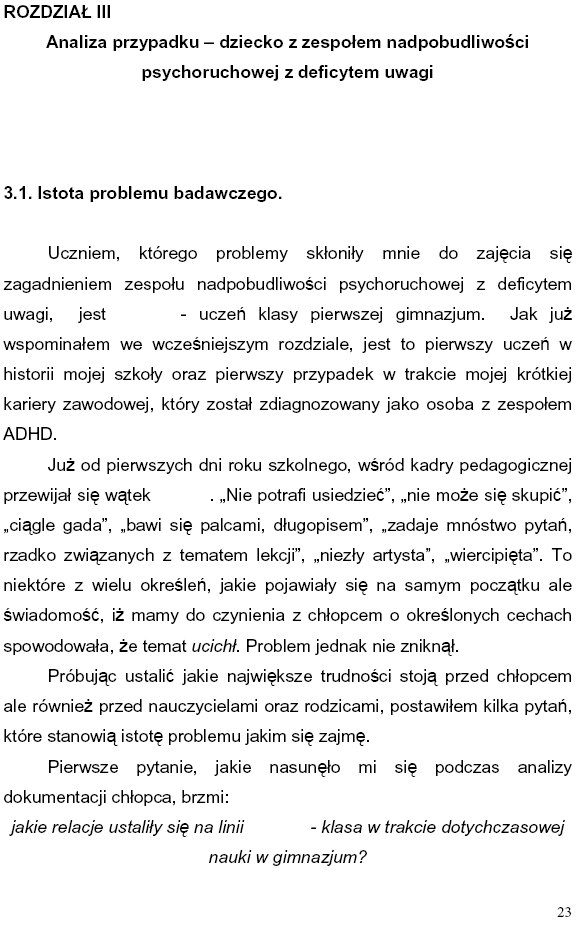 ROZDZIAŁ III
Analiza przypadku – dziecko z zespołem nadpobudliwości
psychoruchowej z deficytem uwagi
3.1. Istota problemu badawczego.
Uczniem, którego problemy skłoniły mnie do zajęcia się
zagadnieniem zespołu nadpobudliwości psychoruchowej z deficytem
uwagi, jest - uczeń klasy pierwszej gimnazjum. Jak już
wspominałem we wcześniejszym rozdziale, jest to pierwszy uczeń w
historii mojej szkoły oraz pierwszy przypadek w trakcie mojej krótkiej
kariery zawodowej, który został zdiagnozowany jako osoba z zespołem
ADHD.
Już od pierwszych dni roku szkolnego, wśród kadry pedagogicznej
przewijał się wątek . „Nie potrafi usiedzieć”, „nie może się skupić”,
„ciągle gada”, „bawi się palcami, długopisem”, „zadaje mnóstwo pytań,
rzadko związanych z tematem lekcji”, „niezły artysta”, „wiercipięta”. To
niektóre z wielu określeń, jakie pojawiały się na samym początku ale
świadomość, iż mamy do czynienia z chłopcem o określonych cechach
spowodowała, że temat ucichł. Problem jednak nie zniknął.
Próbując ustalić jakie największe trudności stoją przed chłopcem
ale również przed nauczycielami oraz rodzicami, postawiłem kilka pytań,
które stanowią istotę problemu jakim się zajmę.
Pierwsze pytanie, jakie nasunęło mi się podczas analizy
dokumentacji chłopca, brzmi:
jakie relacje ustaliły się na linii - klasa w trakcie dotychczasowej
nauki w gimnazjum?
23